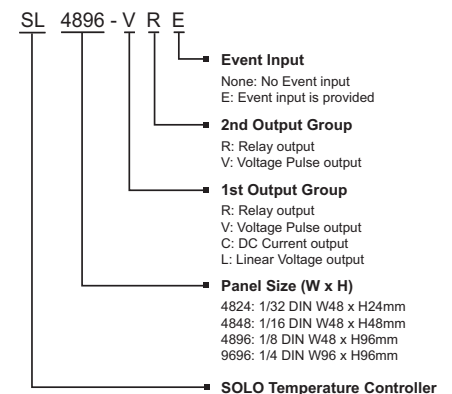 SL 4896 - V R E
Event Input
None: No Event input
E: Event input is provided
2nd Output Group
R: Relay output
V: Voltage Pulse output
1st Output Group
R: Relay output
V: Voltage Pulse output
C: DC Current output
L: Linear Voltage output
Panel Size (W x H)
4824: 1/32 DIN W48 x H24mm
4848: 1/16 DIN W48 x H48mm
4896: 1/8 DIN W48 x H96mm
9696: 1/4 DIN W96 x H96mm
SOLO Temperature Controller